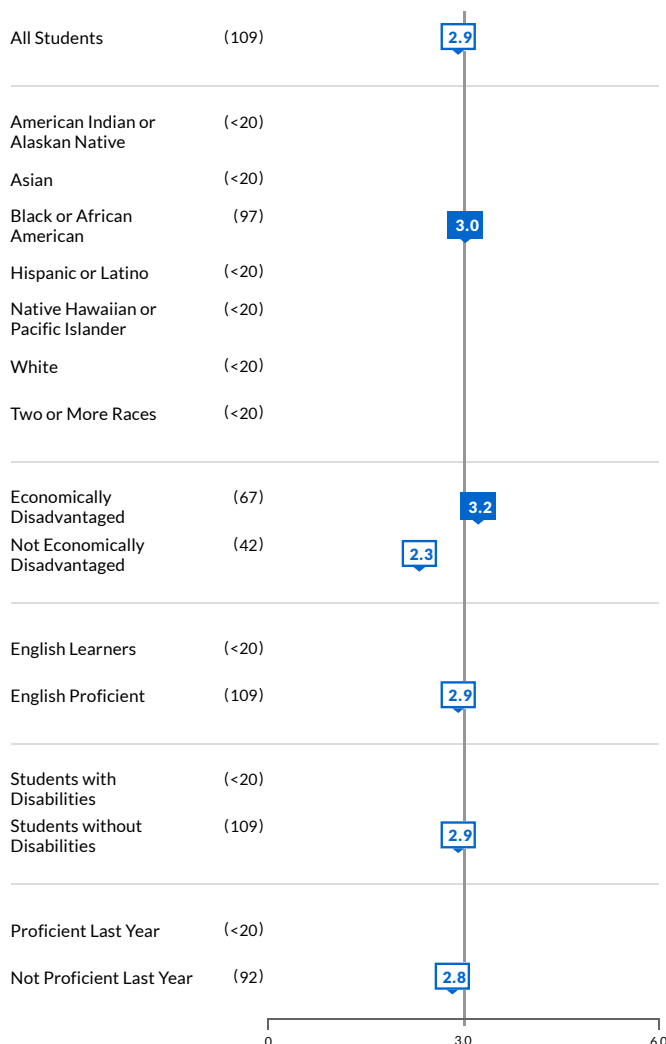 All Students (109) 2.9
American Indian or (<20)
Alaskan Native
Asian (<20)
Black or African (97) 3.0
American
Hispanic or Latino (<20)
Native Hawaiian or (<20)
Pacific Islander
White (<20)
Two or More Races (<20)
Economically (67) 3.2
Disadvantaged
Not Economically (42) 2.3
Disadvantaged
English Learners (<20)
English Proficient (109) 2.9
Students with (<20)
Disabilities
Students without (109) 2.9
Disabilities
Proficient Last Year (<20)
Not Proficient Last Year (92) 2.8
0 3.0 6.0